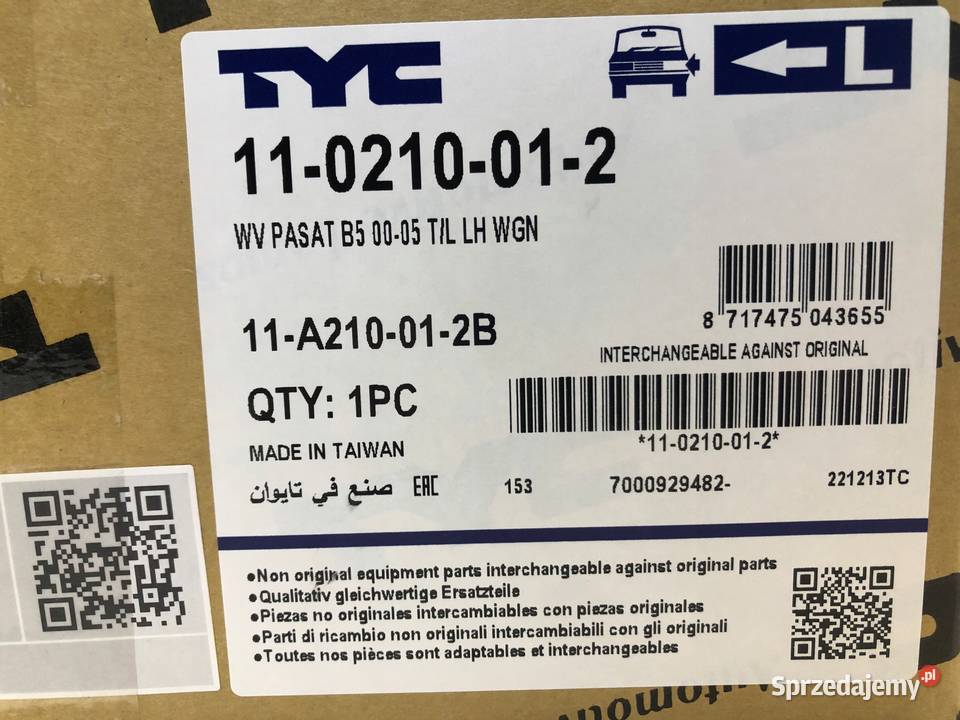 TYC
L
11-0210-01-2
WV PASAT B5 00-05 T/L LH WGN
8 717475 043655
11-A210-01-2B
INTERCHANGEABLE AGAINST ORIGINAL
QTY: 1PC
*11-0210-01-2*
MADE IN TAIWAN
صنع في تايوان EAC 153 7000929482- 221213TC
•Non original equipment parts interchangeable against original parts
•Qualitativ gleichwertige Ersatzteile
•Piezas no originales intercambiables con piezas originales
•Parti di ricambio non originali intercambiabili con gli originali
•Toutes nos pièces sont adaptables et interchangeables
Sprzedajemy.pl